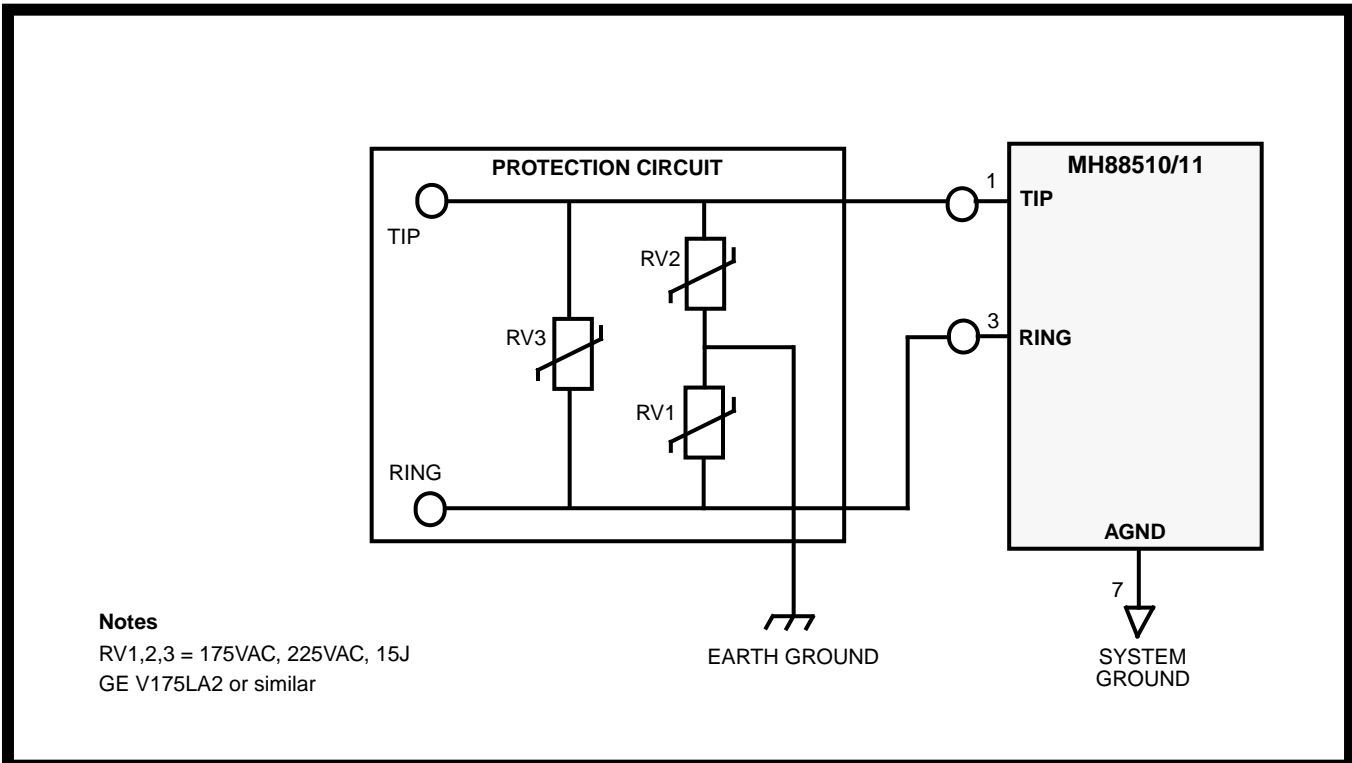 PROTECTION CIRCUIT
MH88510/11
1
TIP
TIP
RV2
3
RING
RV3
RV1
RING
AGND
7
Notes
RV1,2,3 = 175VAC, 225VAC, 15J
GE V175LA2 or similar
EARTH GROUND
SYSTEM
GROUND